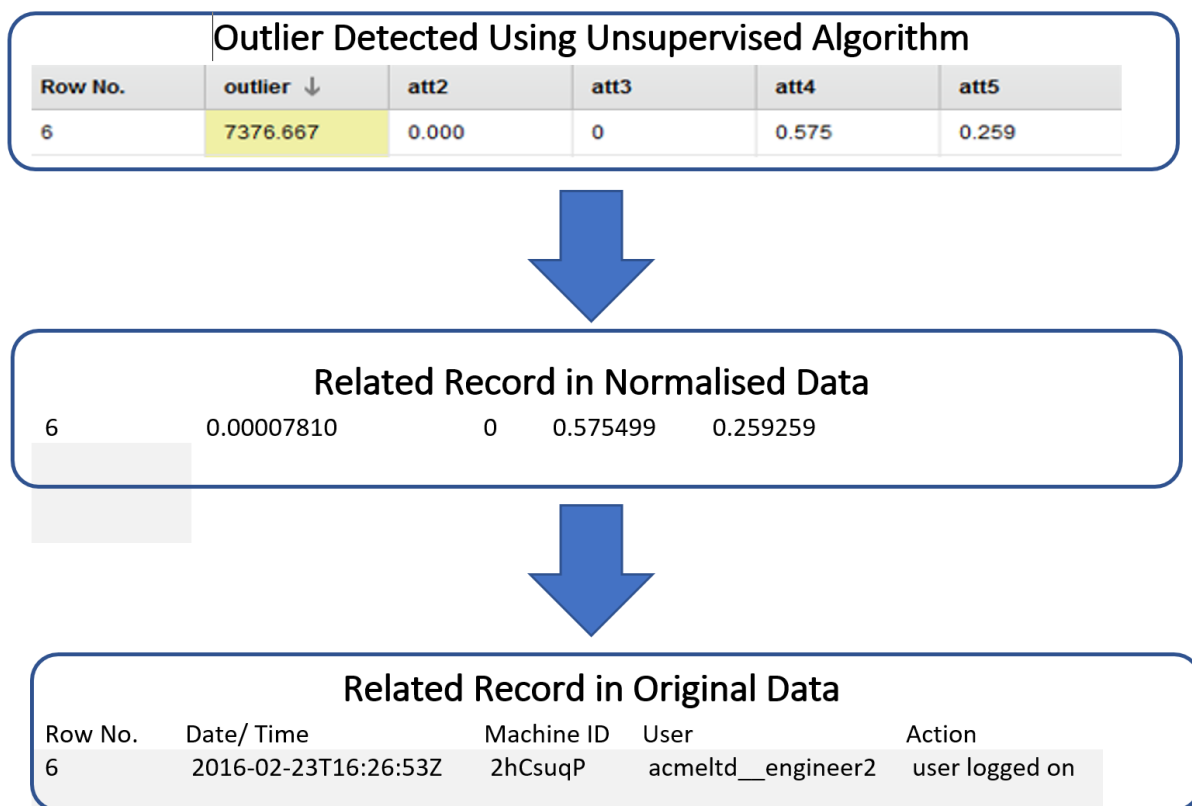 Outlier Detected Using Unsupervised Algorithm
Row No. outlier ↓ att2 att3 att4 att5
6 7376.667 0.000 0 0.575 0.259
Related Record in Normalised Data
6 0.00007810 0 0.575499 0.259259
Related Record in Original Data
Row No. Date/ Time Machine ID User Action
6 2016-02-23T16:26:53Z 2hCsuqP acmeltd__engineer2 user logged on